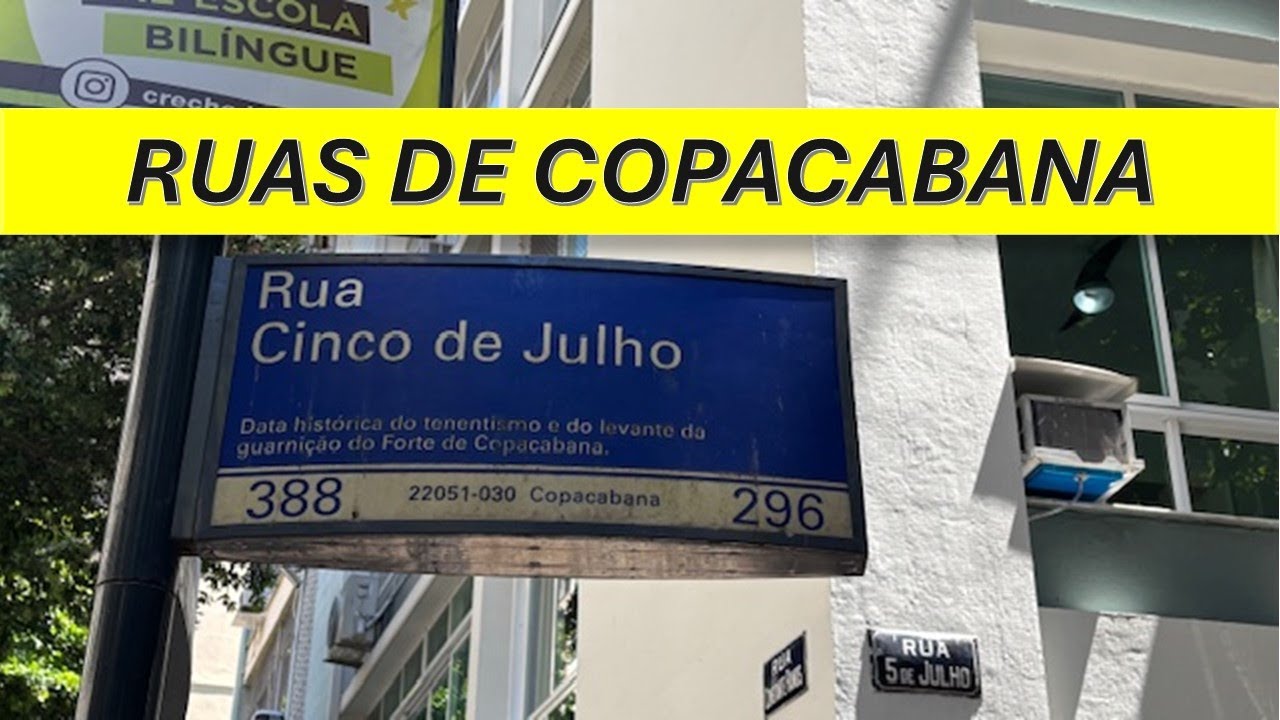 ESCOLA
BILÍNGUE
RUAS DE COPACABANA
Rua
Cinco de Julho
Data histórica do tenentismo e do levante da
guarnição do Forte de Copacabana.
388 22051-030 Copacabana 296
RUA
RUA
5 DE JULHO